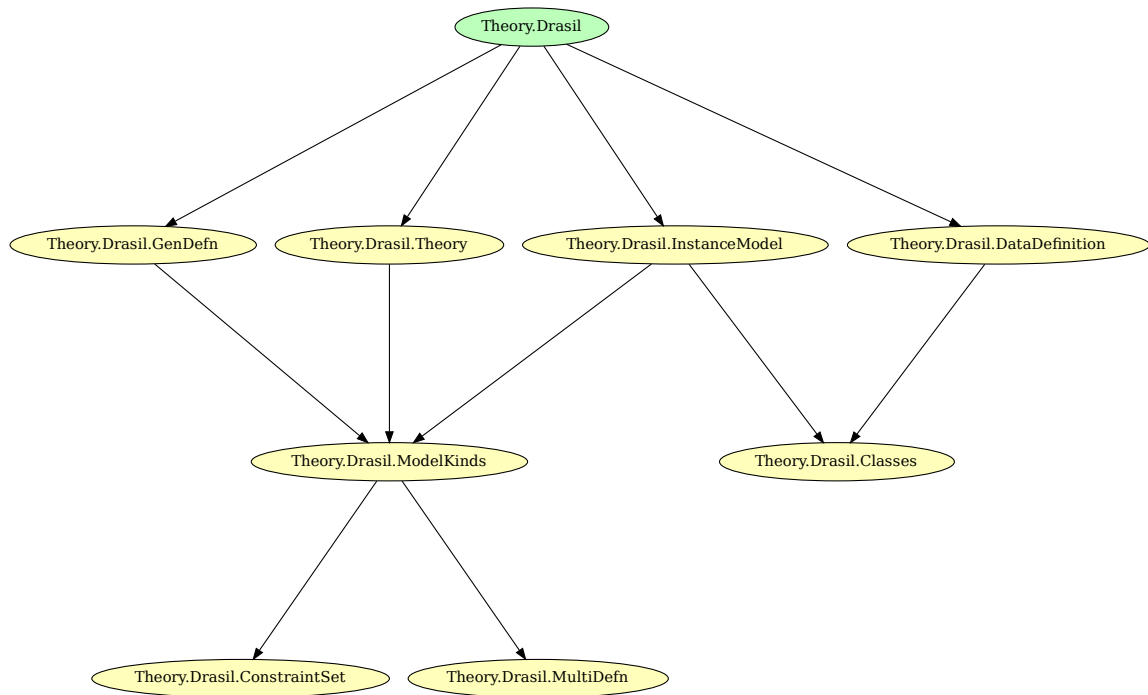 Theory.Drasil
Theory.Drasil.GenDefn
Theory.Drasil.Theory
Theory.Drasil.InstanceModel
Theory.Drasil.DataDefinition
Theory.Drasil.ModelKinds
Theory.Drasil.Classes
Theory.Drasil.ConstraintSet
Theory.Drasil.MultiDefn